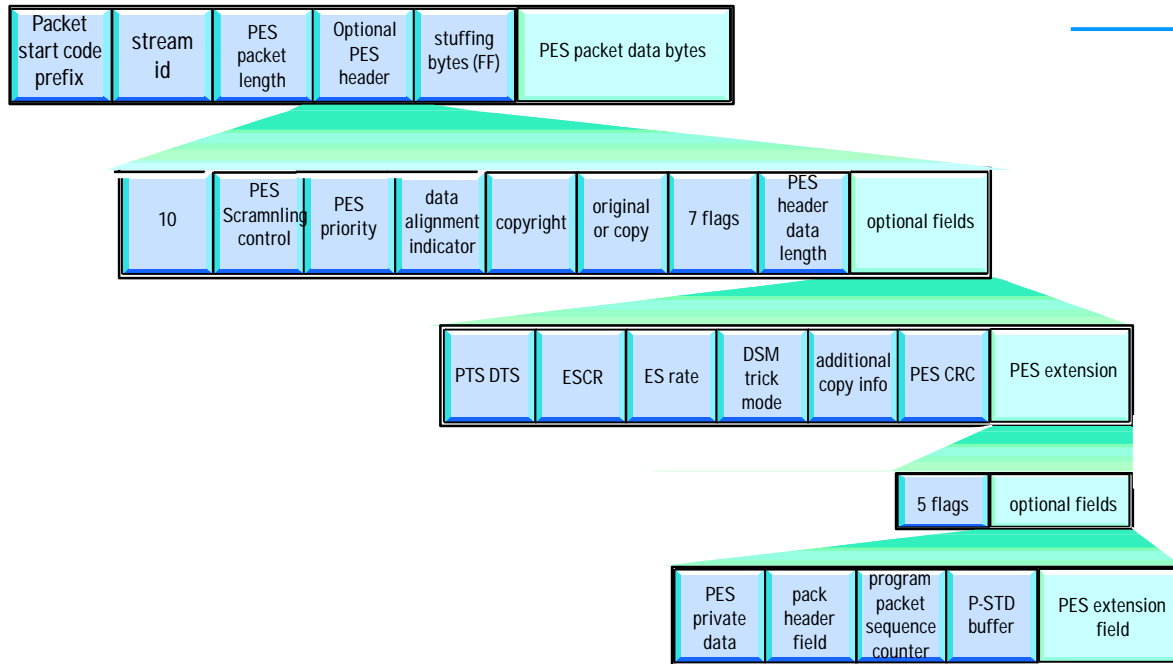 Packet
start code
prefix
stream
id
PES
packet
length
Optional
PES
header
stuffing
bytes (FF)
PES packet data bytes
10
PES
Scramnling
control
PES
priority
data
alignment
indicator
copyright
original
or copy
7 flags
PES
header
data
length
optional fields
PTS DTS
ESCR
ES rate
DSM
trick
mode
additional
copy info
PES CRC
PES extension
5 flags
optional fields
PES
private
data
pack
header
field
program
packet
sequence
counter
P-STD
buffer
PES extension
field